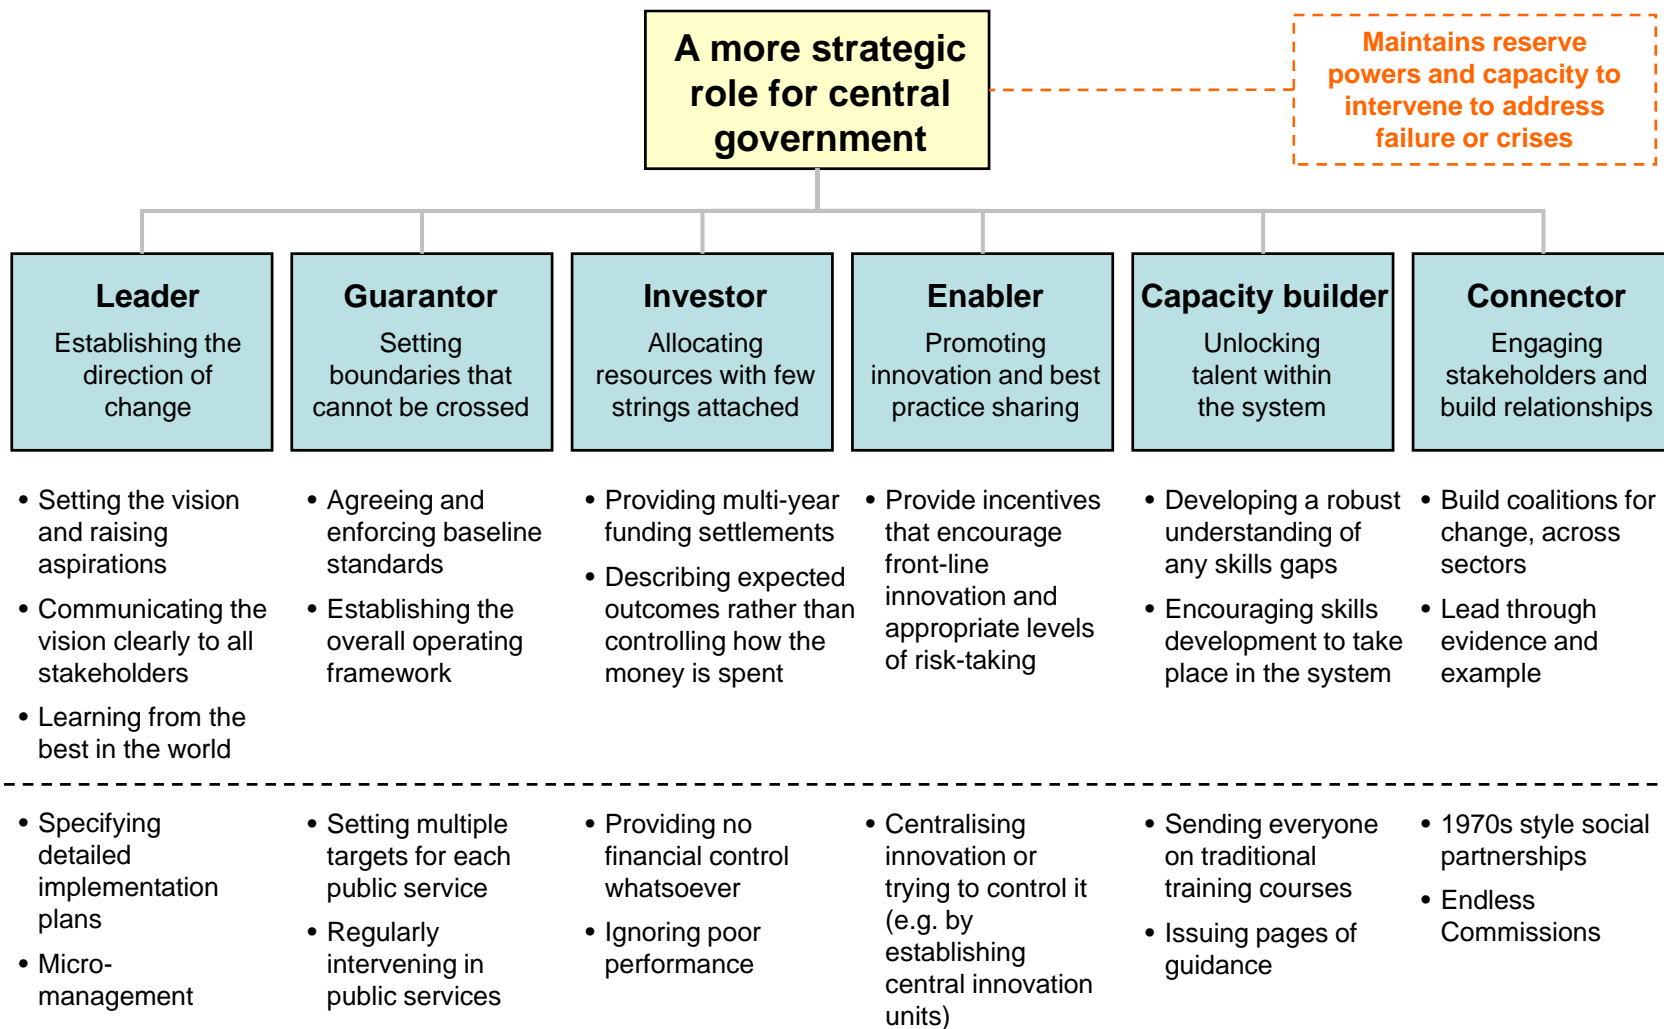 A more strategic
role for central
government
Maintains reserve
powers and capacity to
intervene to address
failure or crises
Leader
Establishing the
direction of
change
Guarantor
Setting
boundaries that
cannot be crossed
Investor
Allocating
resources with few
strings attached
Enabler
Promoting
innovation and best
practice sharing
Capacity builder
Unlocking
talent within
the system
Connector
Engaging
stakeholders and
build relationships
• Setting the vision
and raising
aspirations
• Communicating the
vision clearly to all
stakeholders
• Learning from the
best in the world
• Agreeing and
enforcing baseline
standards
• Establishing the
overall operating
framework
• Providing multi-year
funding settlements
• Describing expected
outcomes rather than
controlling how the
money is spent
• Provide incentives
that encourage
front-line
innovation and
appropriate levels
of risk-taking
• Developing a robust
understanding of
any skills gaps
• Encouraging skills
development to take
place in the system
• Build coalitions for
change, across
sectors
• Lead through
evidence and
example
• Specifying
detailed
implementation
plans
• Micro-
management
• Setting multiple
targets for each
public service
• Regularly
intervening in
public services
• Providing no
financial control
whatsoever
• Ignoring poor
performance
• Centralising
innovation or
trying to control it
(e.g. by
establishing
central innovation
units)
• Sending everyone
on traditional
training courses
• Issuing pages of
guidance
• 1970s style social
partnerships
• Endless
Commissions